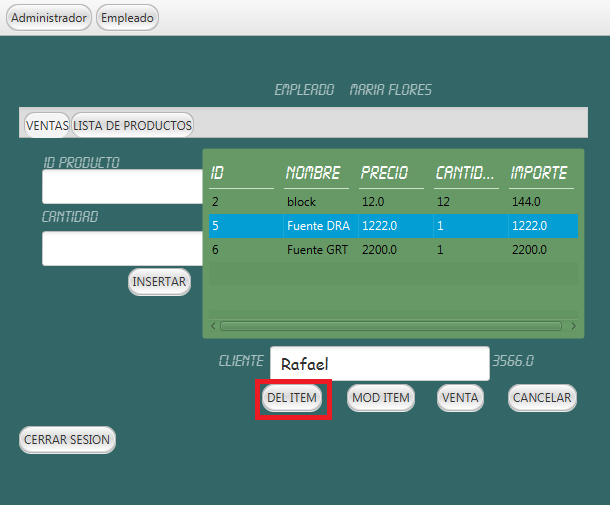 Administrador Empleado
EMPLEADO MARIA FLORES
VENTAS LISTA DE PRODUCTOS
ID PRODUCTO
CANTIDAD
INSERTAR
ID NOMBRE PRECIO CANTID... IMPORTE
2 block 12.0 12 144.0
5 Fuente DRA 1222.0 1 1222.0
6 Fuente GRT 2200.0 1 2200.0
CLIENTE Rafael 3566.0
DEL ITEM MOD ITEM VENTA CANCELAR
CERRAR SESION